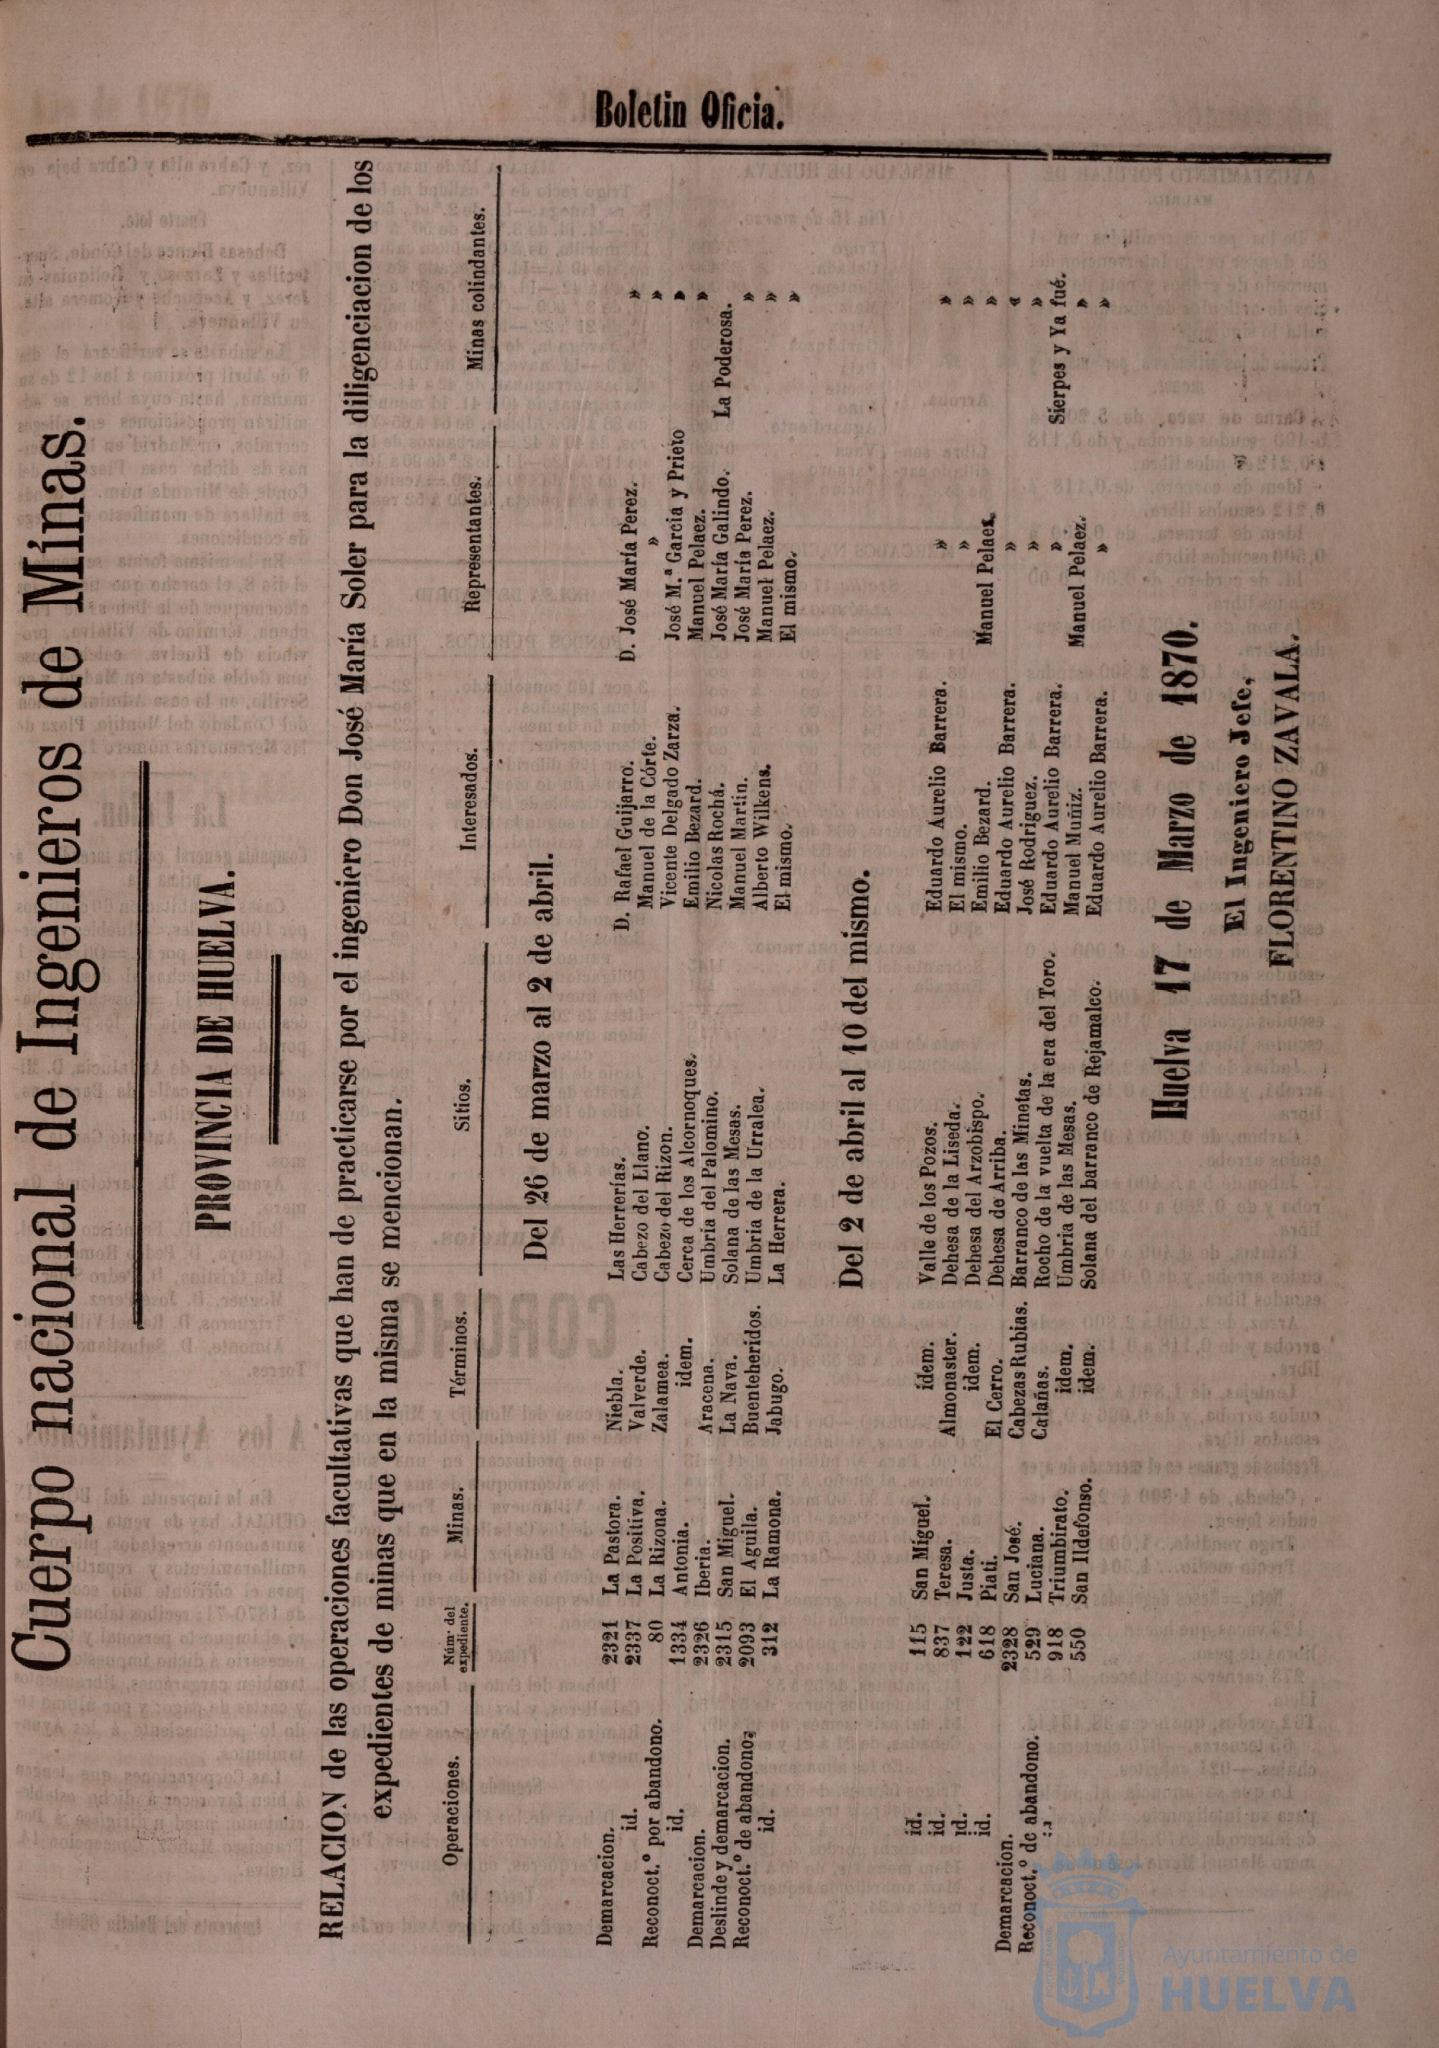 Boletin Oficia.
Cuerpo nacional de Ingenieros de Mínas.
PROVINCIA DE HUELVA.
RELACION de las operaciones facultativas que han de practicarse por el ingeniero Don José María Soler para la diligenciacion de los
expedientes de minas que en la misma se mencionan.
Operaciones. Núm. del expediente. Minas. Términos. Sitios. Interesados. Representantes. Minas colindantes.
Del 26 de marzo al 2 de abril.
Demarcacion. 2321 La Pastora. Niebla. Las Herrerías. D. Rafael Guijarro. D. José María Perez. »
id. 2337 La Positiva. Valverde. Cabezo del Llano. Manuel de la Córte. » »
Reconoct.º por abandono. 80 La Rizona. Zalamea. Cabezo del Rizon. Vicente Delgado Zarza. José M.ª Garcia y Prieto »
id. 1334 Antonia. idem. Cerca de los Alcornoques. Emilio Bezard. Manuel Pelaez. »
Demarcacion. 2326 Iberia. Aracena. Umbría del Palomino. Nicolas Rochá. José María Galindo. La Poderosa.
Deslinde y demarcacion. 2315 San Miguel. La Nava. Solana de las Mesas. Manuel Martin. José María Perez. »
Reconoct.º de abandono. 2093 El Aguila. Buenteheridos. Umbria de la Urralea. Alberto Wilkens. Manuel Pelaez. »
id. 312 La Ramona. Jabugo. La Herrera. El mismo. El mismo. »
Del 2 de abril al 10 del mismo.
id. 115 San Míguel. ídem. Valle de los Pozos. Eduardo Aurelio Barrera. » »
id. 837 Teresa. Almonaster. Dehesa de la Liseda. El mismo. » »
id. 122 Justa. idem. Dehesa del Arzobispo. Emilio Bezard. Manuel Pelaez. »
id. 618 Piati. El Cerro. Dehesa de Arriba. Eduardo Aurelio Barrera. » «
Demarcacion. 2328 San José. Cabezas Rubias. Barranco de las Minetas. José Rodriguez. » »
Reconoct.º de abandono. 529 Luciana. Calañas. Rocho de la vuelta de la era del Toro. Eduardo Aurelio Barrera. » Sierpes y Ya fué.
918 Triumbirato. idem. Umbria de las Mesas. Manuel Muñiz. Manuel Pelaez. »
550 San Ildefonso. idem. Solana del barranco de Rejamalco. Eduardo Aurelio Barrera. » »
Huelva 17 de Marzo de 1870.
El Ingeniero Jefe,
FLORENTINO ZAVALA.
Ayuntamiento de
HUELVA